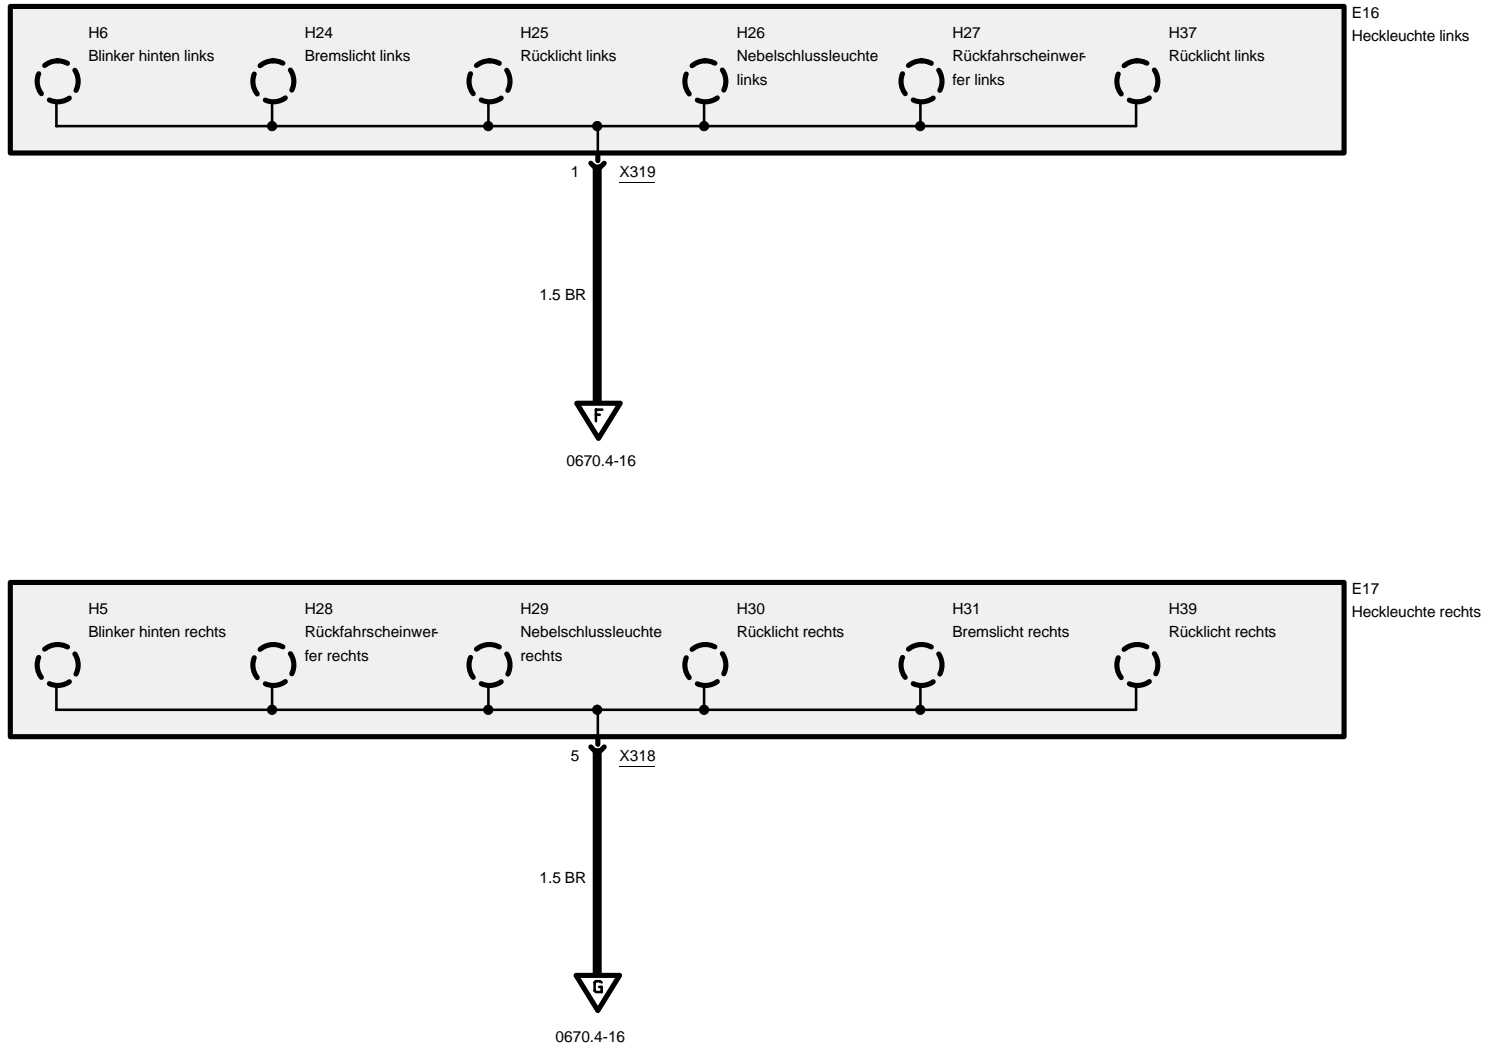 E16
Heckleuchte links
H6
Blinker hinten links
H24
Bremslicht links
H25
Rücklicht links
H26
Nebelschlussleuchte
links
H27
Rückfahrscheinwer-
fer links
H37
Rücklicht links
1
X319
1.5 BR
F
0670.4-16
E17
Heckleuchte rechts
H5
Blinker hinten rechts
H28
Rückfahrscheinwer-
fer rechts
H29
Nebelschlussleuchte
rechts
H30
Rücklicht rechts
H31
Bremslicht rechts
H39
Rücklicht rechts
5
X318
1.5 BR
G
0670.4-16